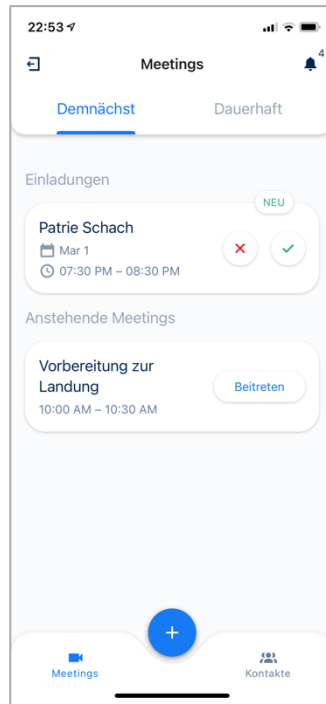 22:53
Meetings
4
Demnächst
Dauerhaft
Einladungen
NEU
Patrie Schach
Mar 1
07:30 PM – 08:30 PM
Anstehende Meetings
Vorbereitung zur
Landung
Beitreten
10:00 AM – 10:30 AM
+
Meetings
Kontakte